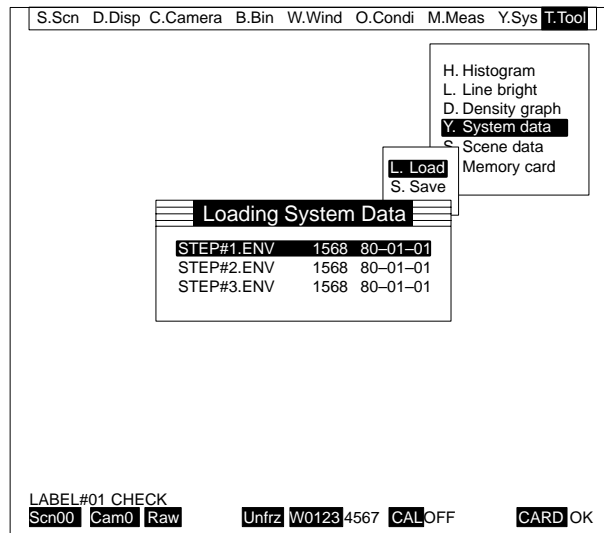 S.Scn D.Disp C.Camera B.Bin W.Wind O.Condi M.Meas Y.Sys T.Tool
H. Histogram
L. Line bright
D. Density graph
Y. System data
S. Scene data
Memory card
L. Load
S. Save
Loading System Data
STEP#1.ENV 1568 80–01–01
STEP#2.ENV 1568 80–01–01
STEP#3.ENV 1568 80–01–01
LABEL#01 CHECK
Scn00 Cam0 Raw Unfrz W0123 4567 CAL OFF CARD OK